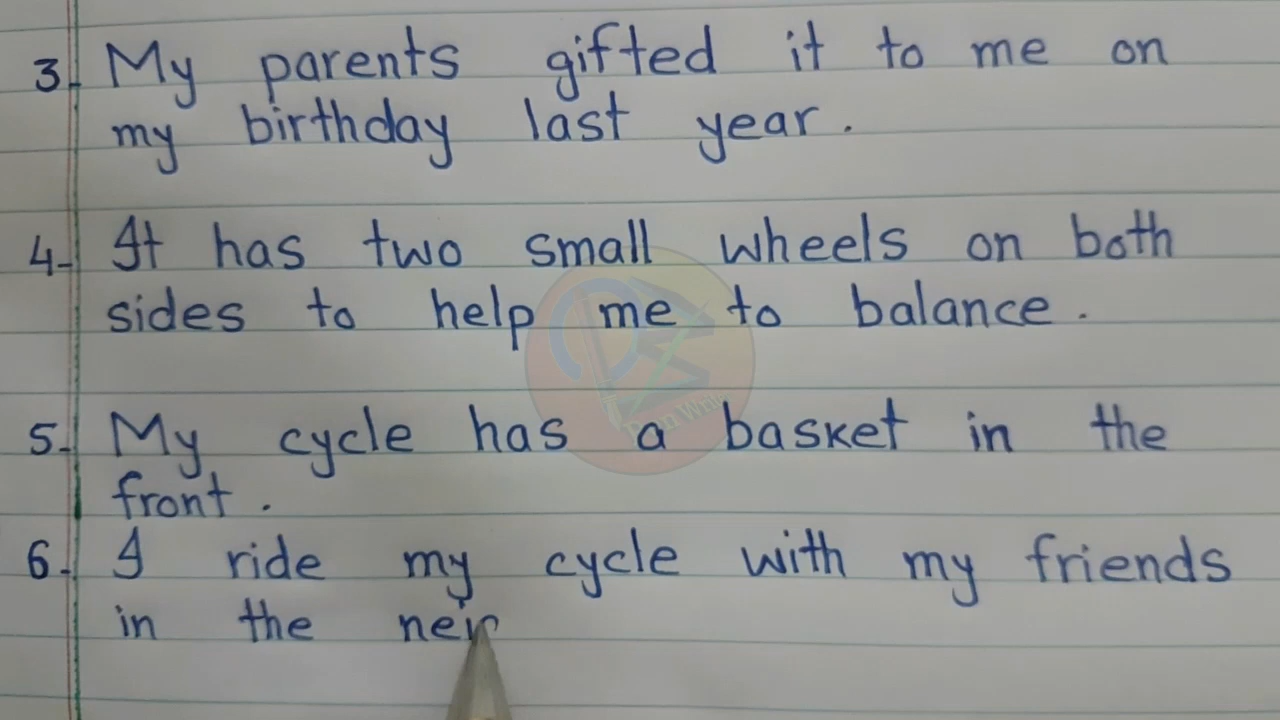 3. My parents gifted it to me on
my birthday last year.
4. It has two small wheels on both
sides to help me to balance.
5. My cycle has a basket in the
front.
6. I ride my cycle with my friends
in the